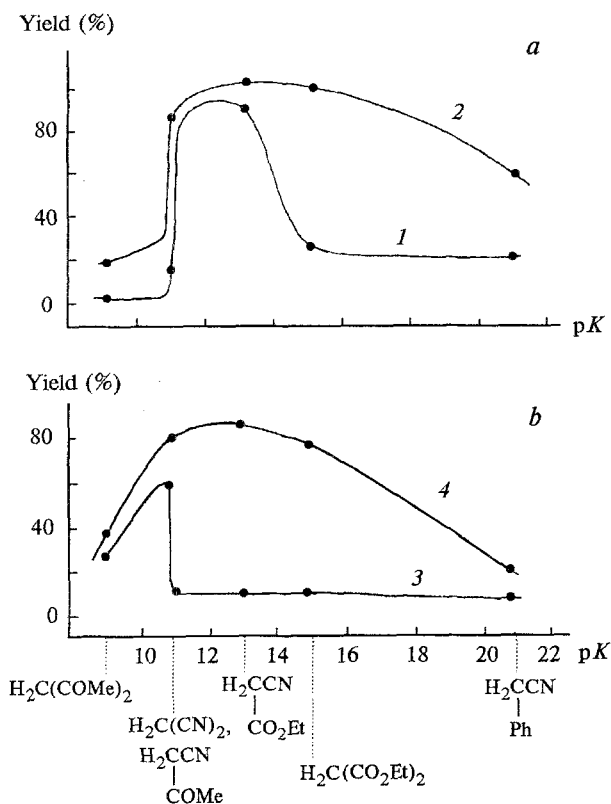 Yield (%)
a
80
40
0
2
1
pK
Yield (%)
b
80
40
0
4
3
10 12 14 16 18 20 22 pK
H₂C(COMe)₂
H₂C(CN)₂,
H₂CCN
COMe
H₂CCN
CO₂Et
H₂C(CO₂Et)₂
H₂CCN
Ph